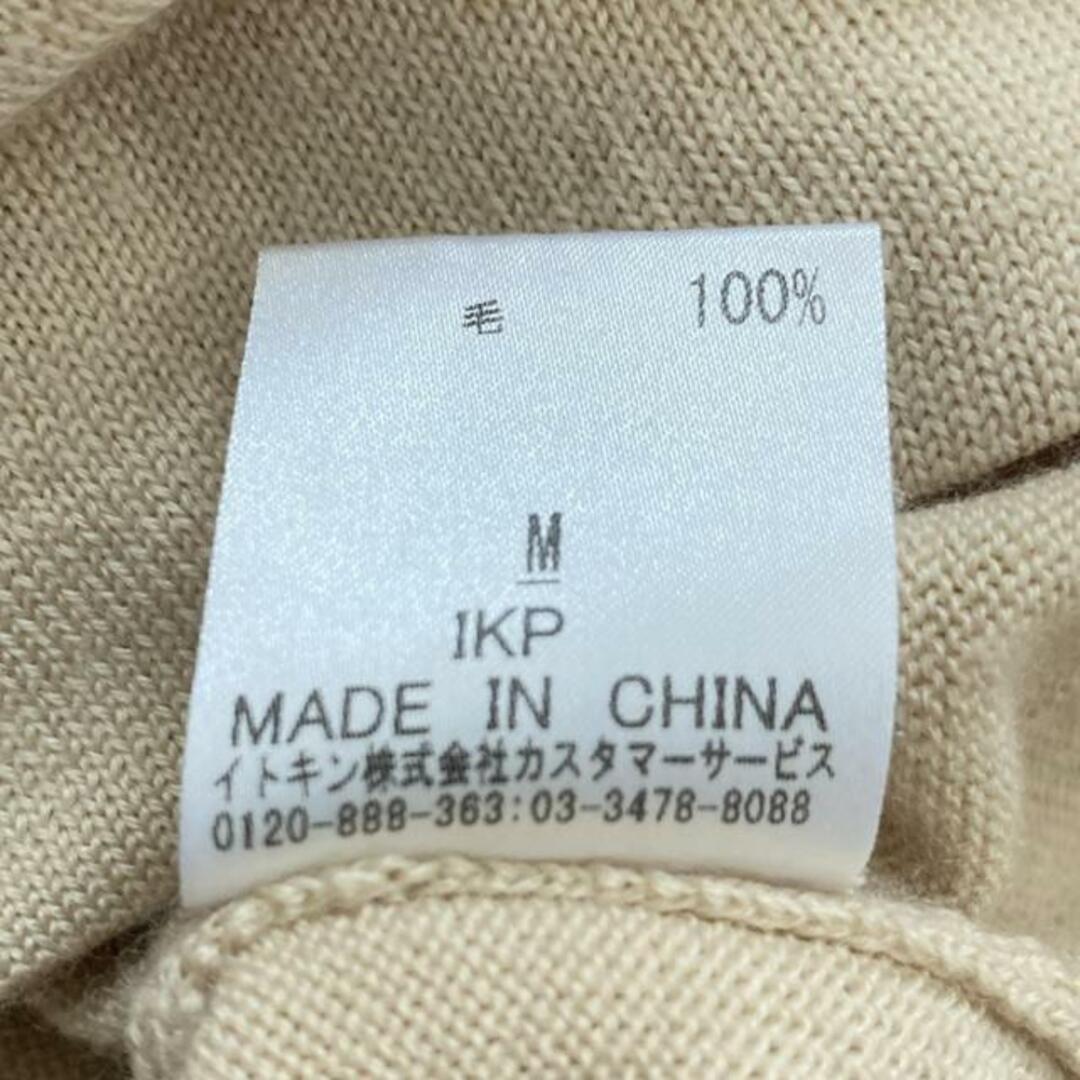 毛 100%
M
IKP
MADE IN CHINA
イトキン株式会社カスタマーサービス
0120-888-363:03-3478-8088